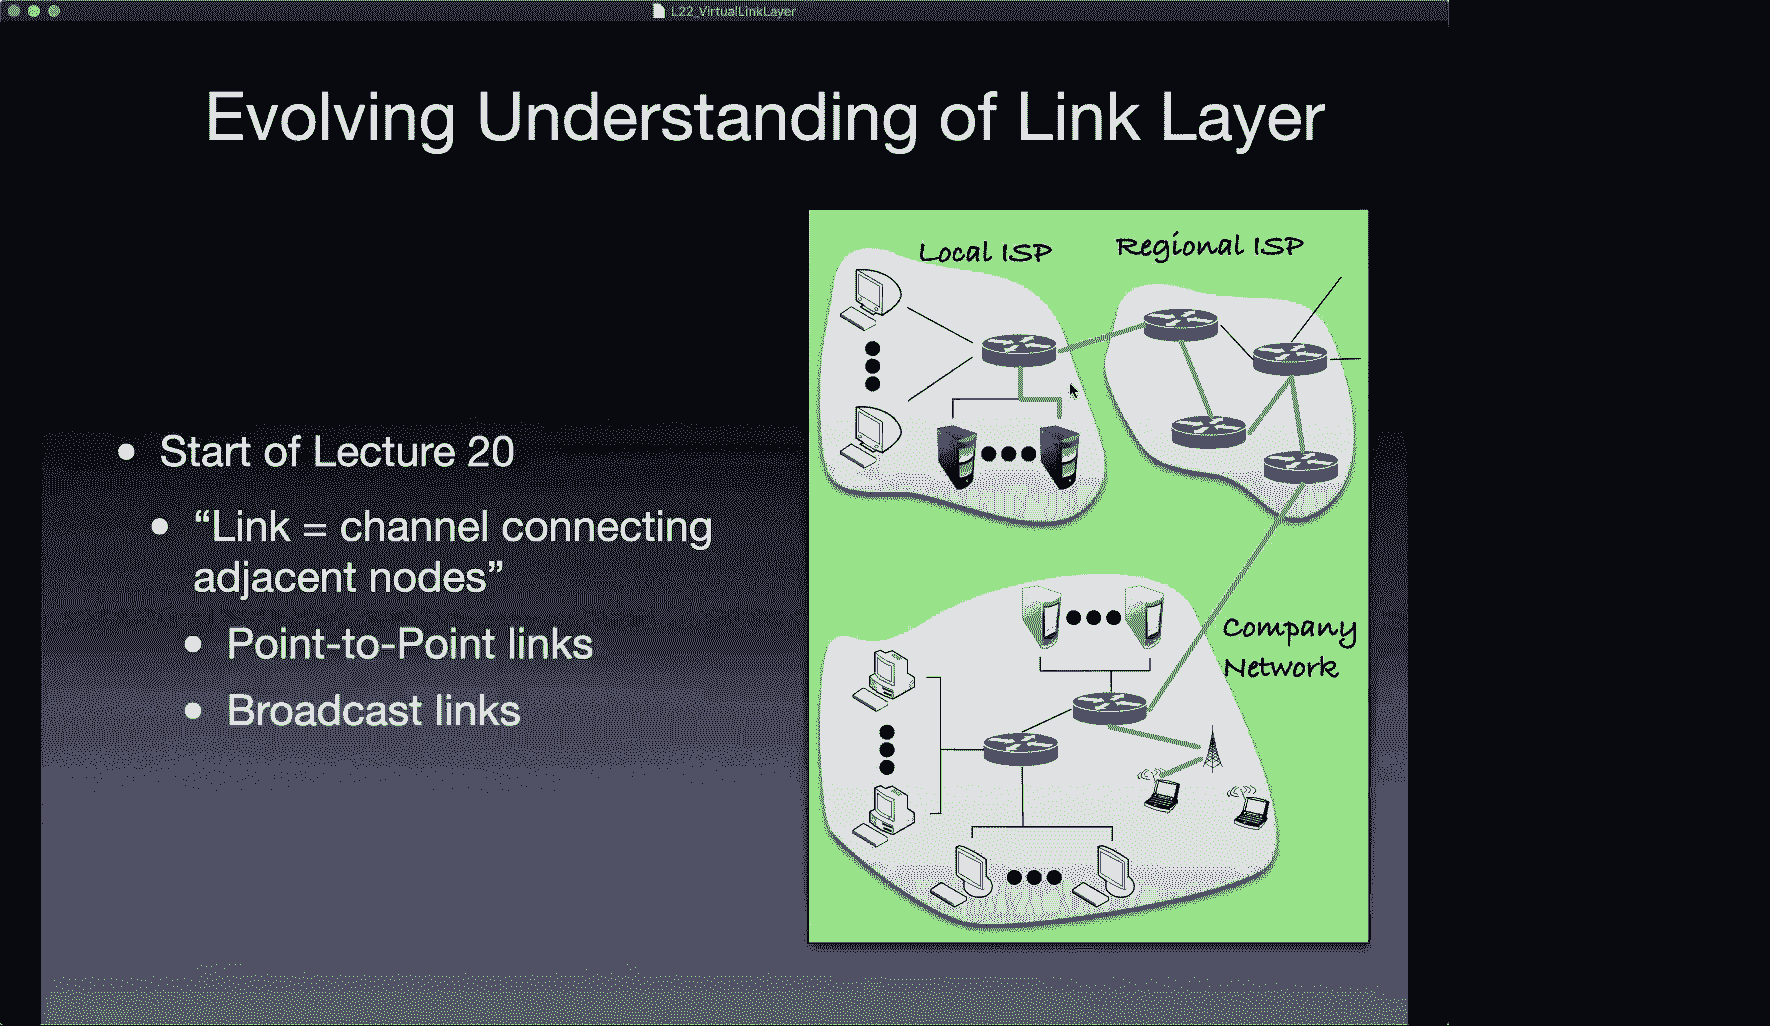 L22_VirtualLinkLayer
Evolving Understanding of Link Layer
Local ISP
Regional ISP
• Start of Lecture 20
• “Link = channel connecting
adjacent nodes”
• Point-to-Point links
• Broadcast links
Company
Network